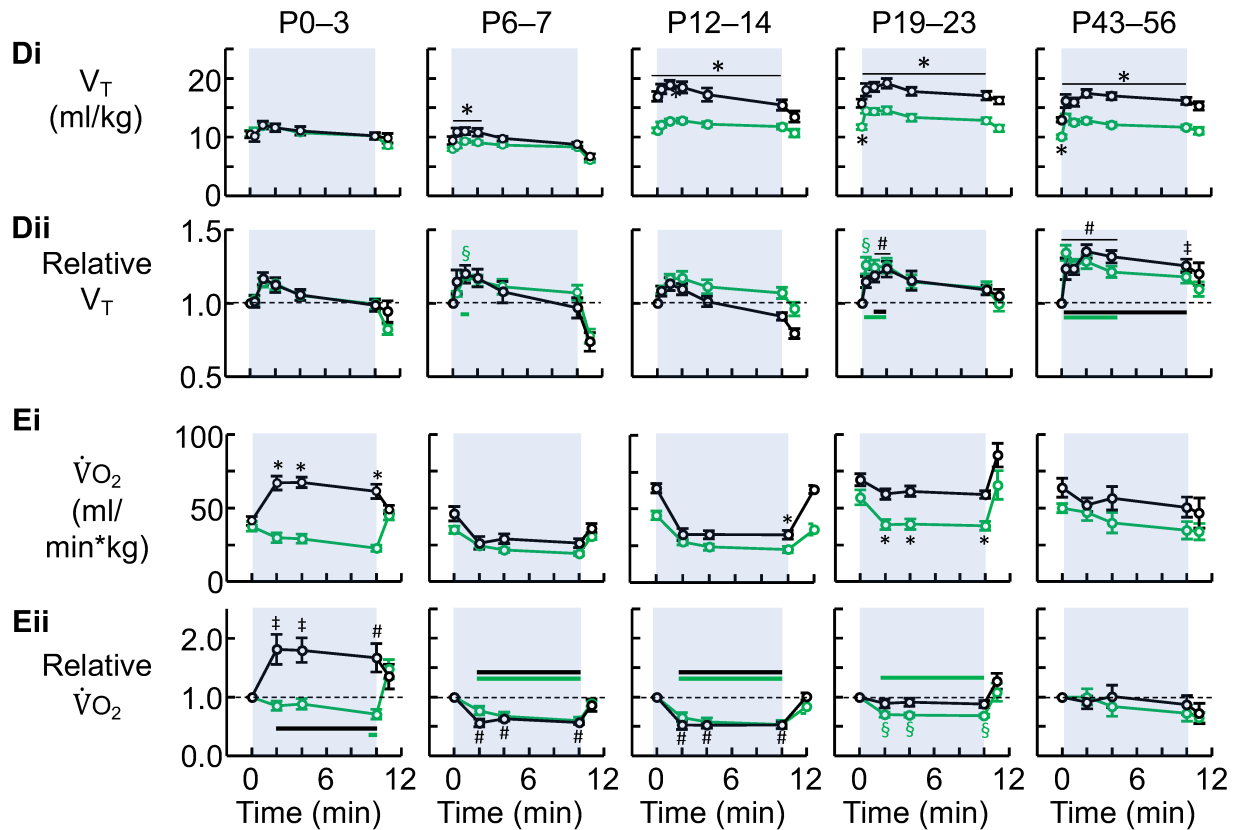 P0–3 P6–7 P12–14 P19–23 P43–56
Di
V_T
(ml/kg)
20
10
0
*
*
*
*
*
*
*
Dii
Relative
V_T
1.5
1.0
0.5
§
§ #
# ‡
Ei
V̇O₂
(ml/
min*kg)
100
50
0
* * *
*
* * *
Eii
Relative
V̇O₂
2.0
1.0
0.0
‡ ‡ #
# # #
# # #
§ § §
0 6 12 0 6 12 0 6 12 0 6 12 0 6 12
Time (min) Time (min) Time (min) Time (min) Time (min)